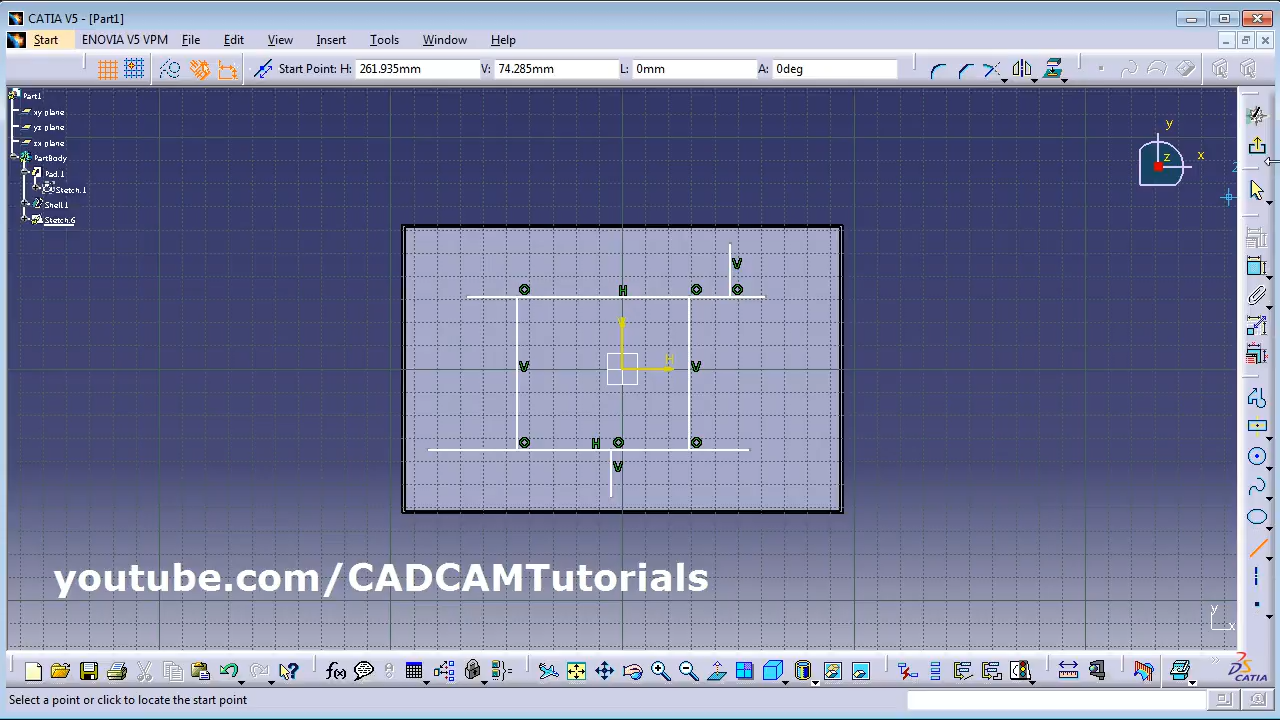 CATIA V5 - [Part1]
Start ENOVIA V5 VPM File Edit View Insert Tools Window Help
Start Point: H: 261.935mm V: 74.285mm L: 0mm A: 0deg
Part1
xy plane
yz plane
zx plane
PartBody
Pad.1
Sketch.1
Shell.1
Sketch.6
y
z x
V
H
H
V V
H
V
youtube.com/CADCAMTutorials
y
x
f(x)
CATIA
Select a point or click to locate the start point